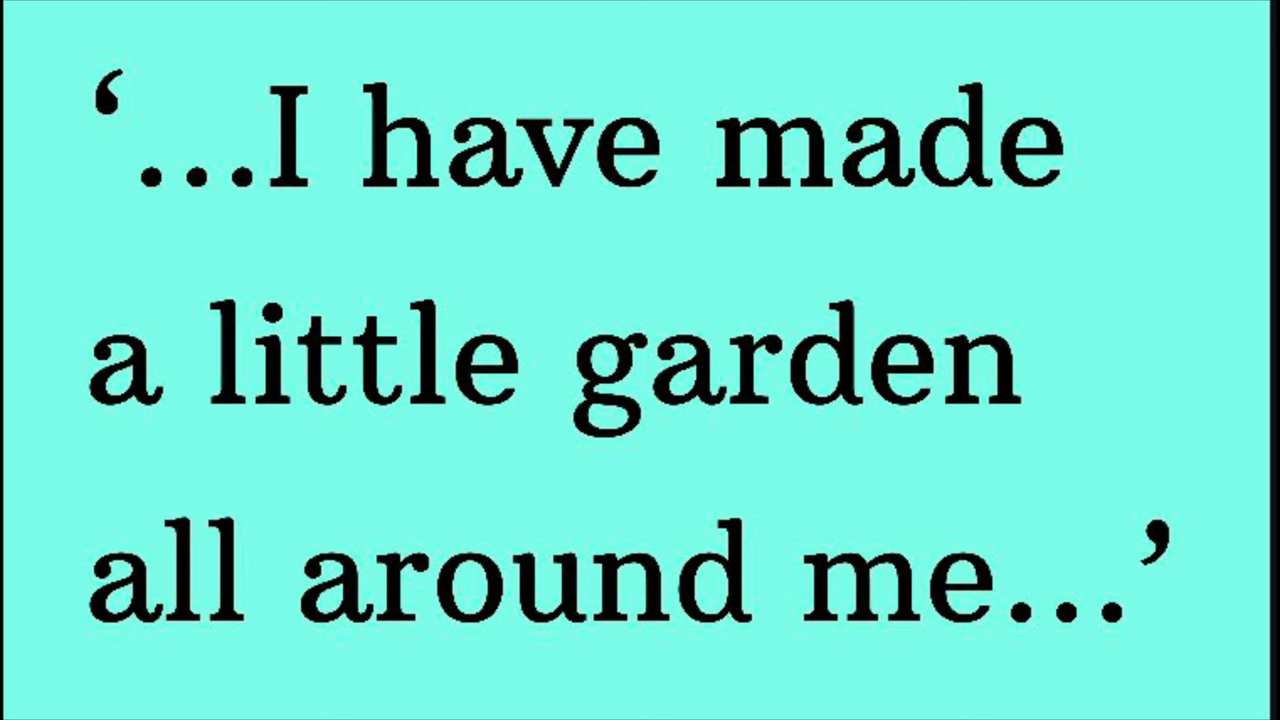 ‘...I have made
a little garden
all around me...’